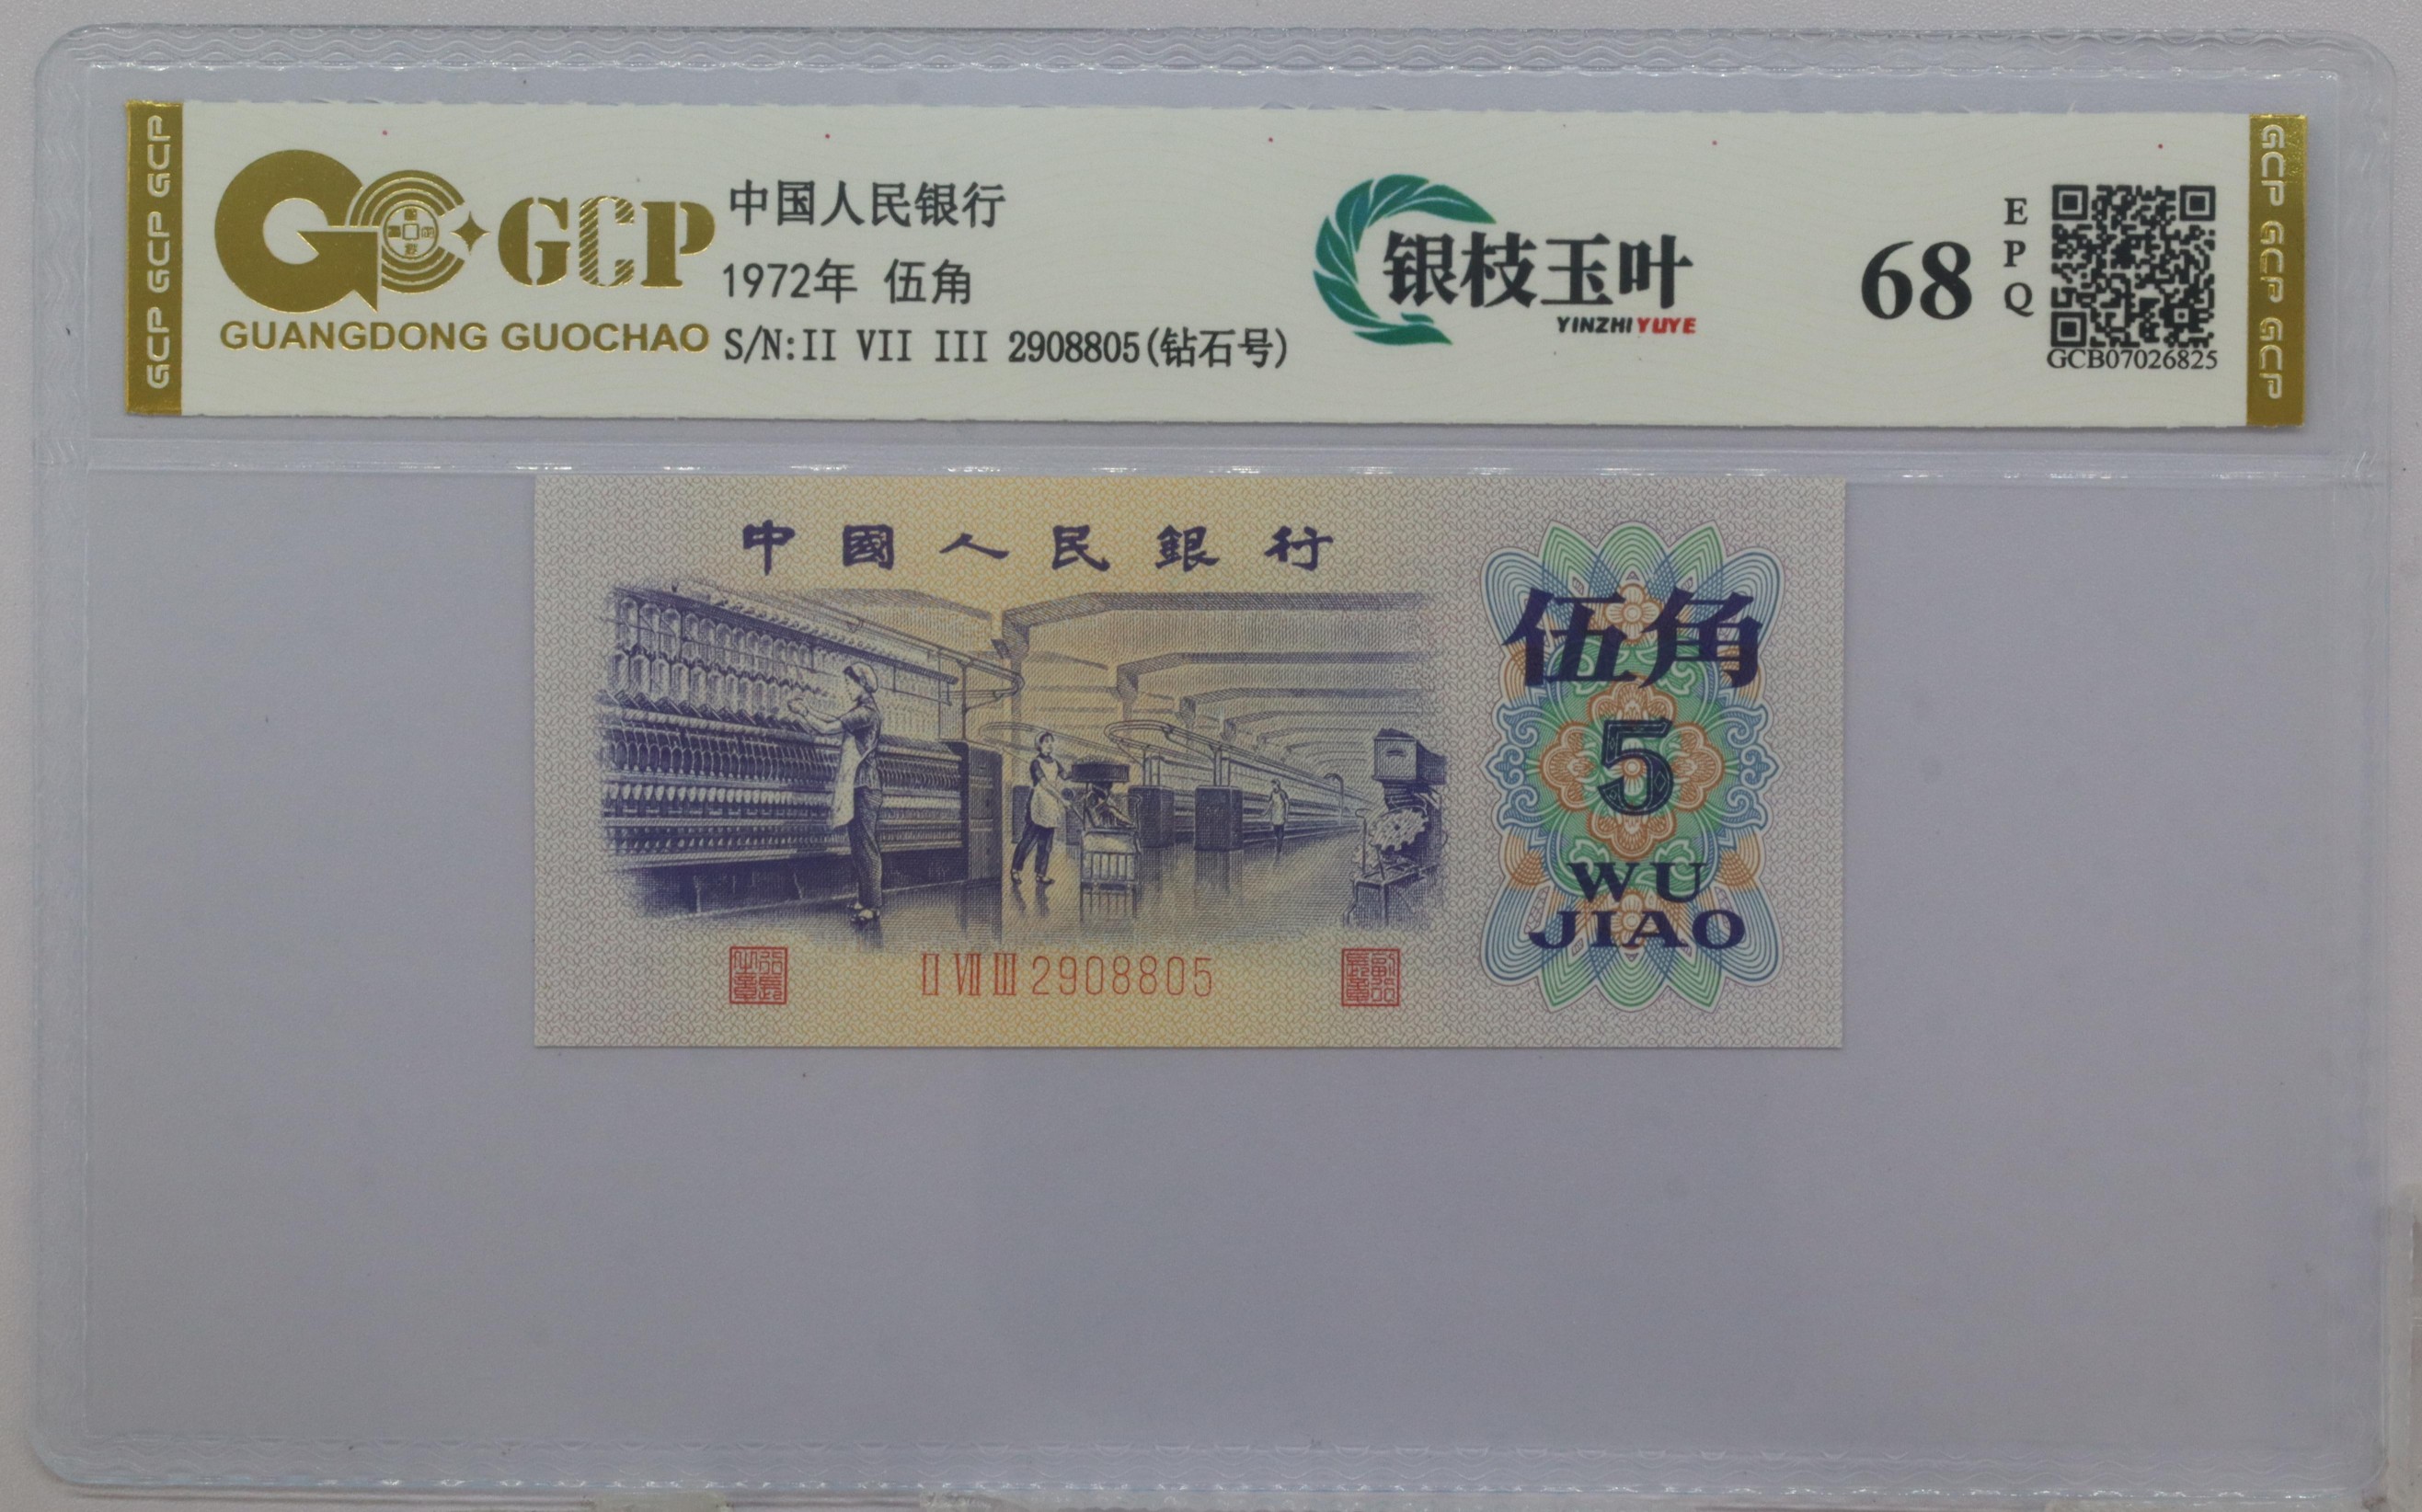 GCP GCP GCP
GCP
GUANGDONG GUOCHAO
中国人民银行
1972年 伍角
S/N:II VII III 2908805(钻石号)
银枝玉叶
YINZHIYUYE
68
EPQ
GCB07026825
GCP GCP GCP
中國人民銀行
伍角
5
WU
JIAO
II VII III 2908805